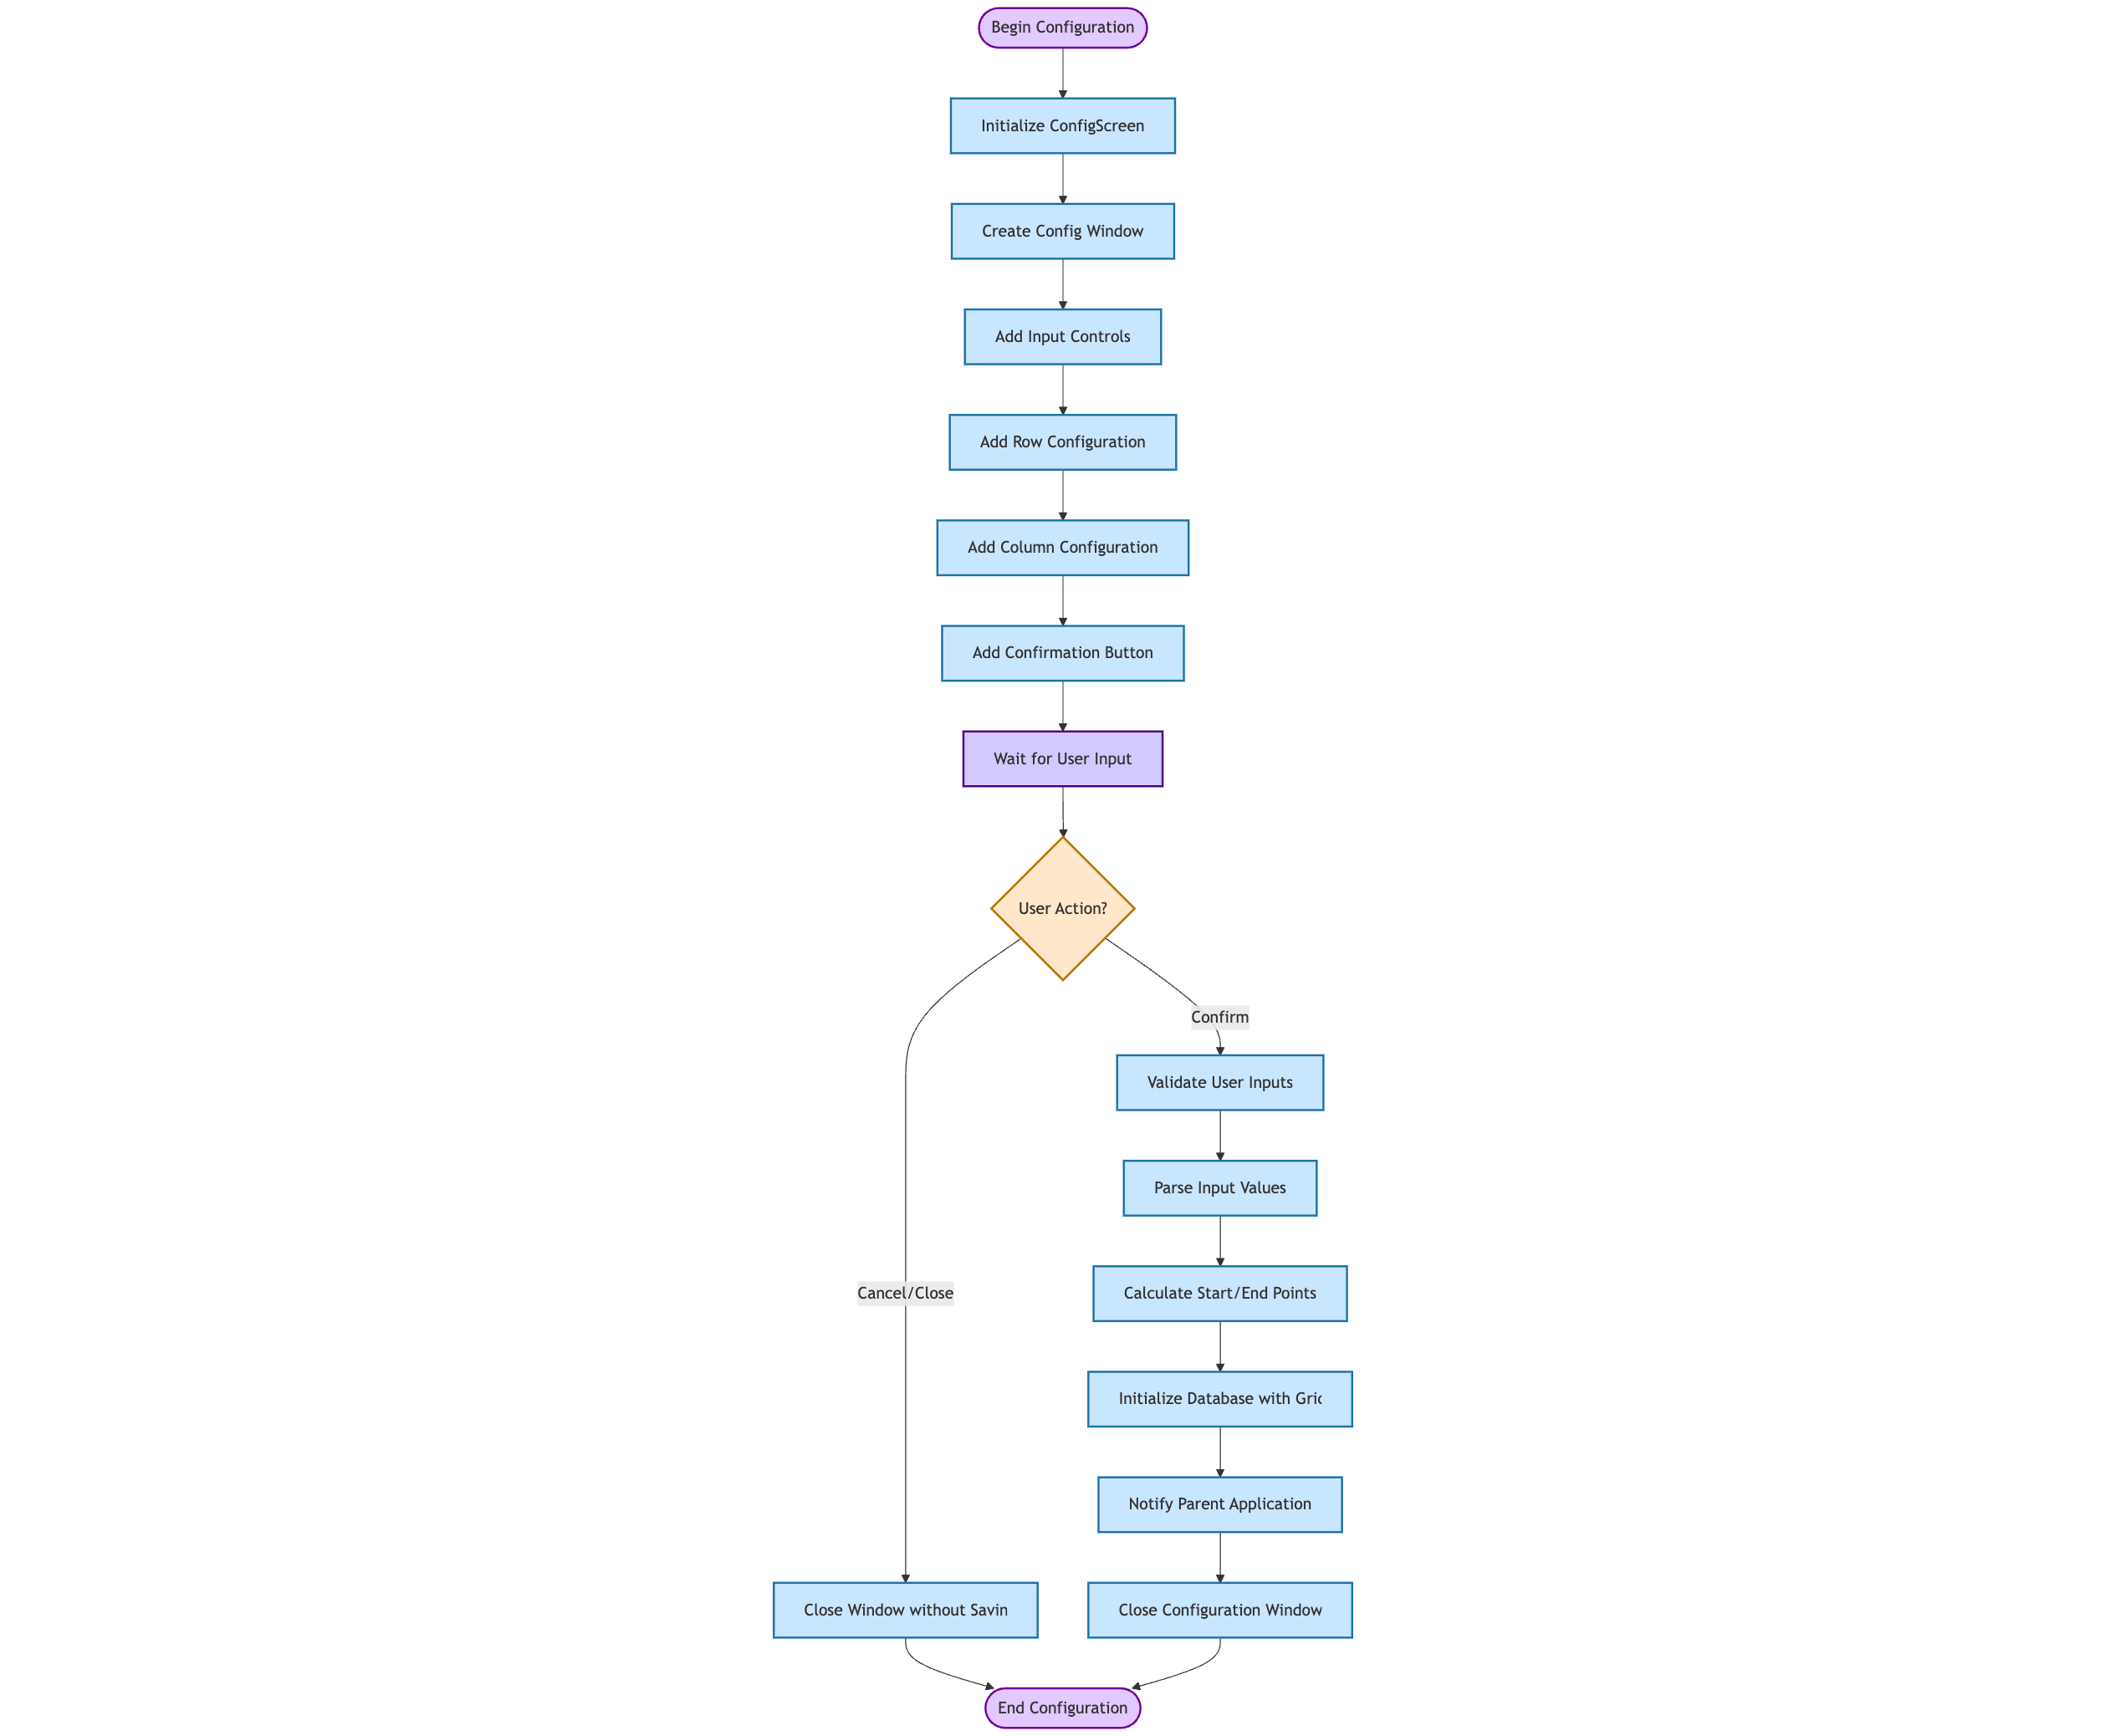 Begin Configuration
Initialize ConfigScreen
Create Config Window
Add Input Controls
Add Row Configuration
Add Column Configuration
Add Confirmation Button
Wait for User Input
User Action?
Confirm
Validate User Inputs
Parse Input Values
Cancel/Close
Calculate Start/End Points
Initialize Database with Grid
Notify Parent Application
Close Window without Savin
Close Configuration Window
End Configuration